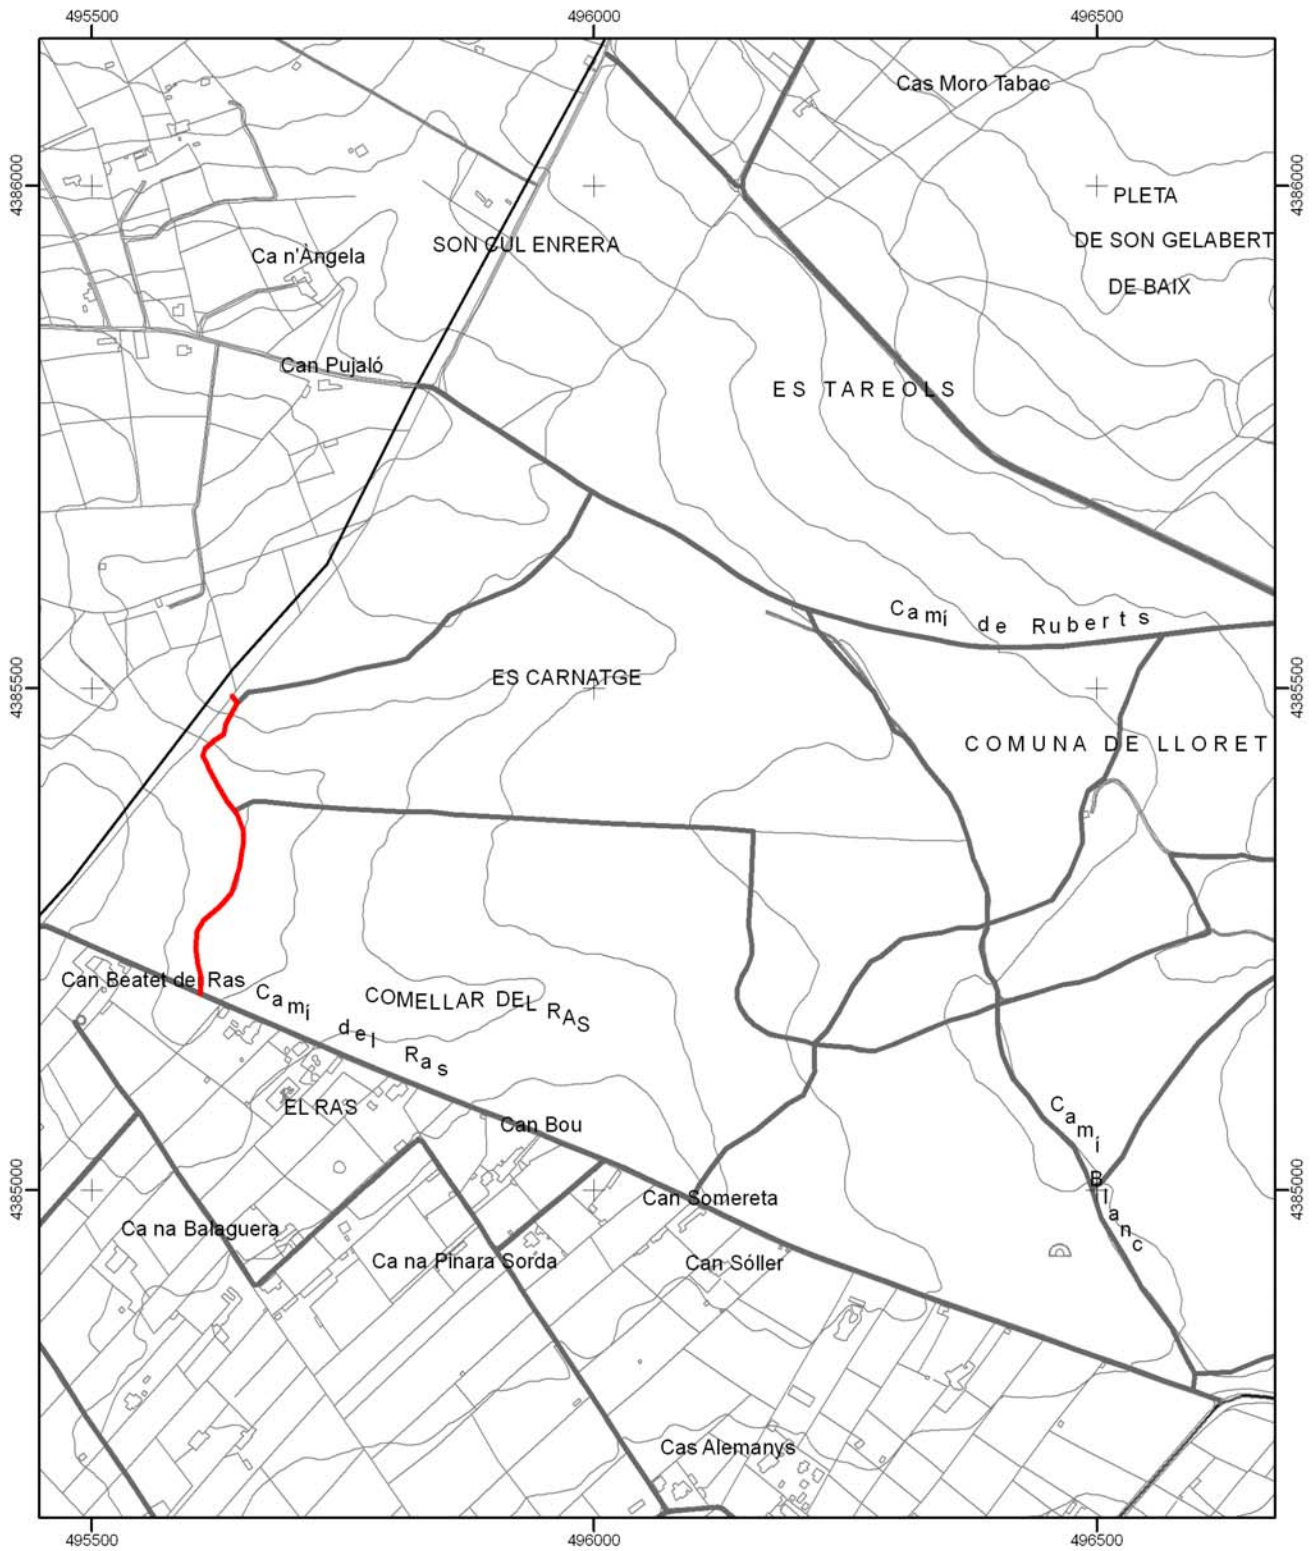 495500 496000 496500
Cas Moro Tabac
4386000 4386000
PLETA
DE SON GELABERT
DE BAIX
SON GUL ENRERA
Ca n'Àngela
Can Pujaló
ES TAREOLS
Camí de Ruberts
ES CARNATGE
4385500 4385500
COMUNA DE LLORET
Can Beatet del Ras
Camí del Ras
COMELLAR DEL RAS
EL RAS
Can Bou
Camí Blanc
4385000 4385000
Can Somereta
Ca na Balaguera
Ca na Pinara Sorda
Can Sóller
Cas Alemanys
495500 496000 496500